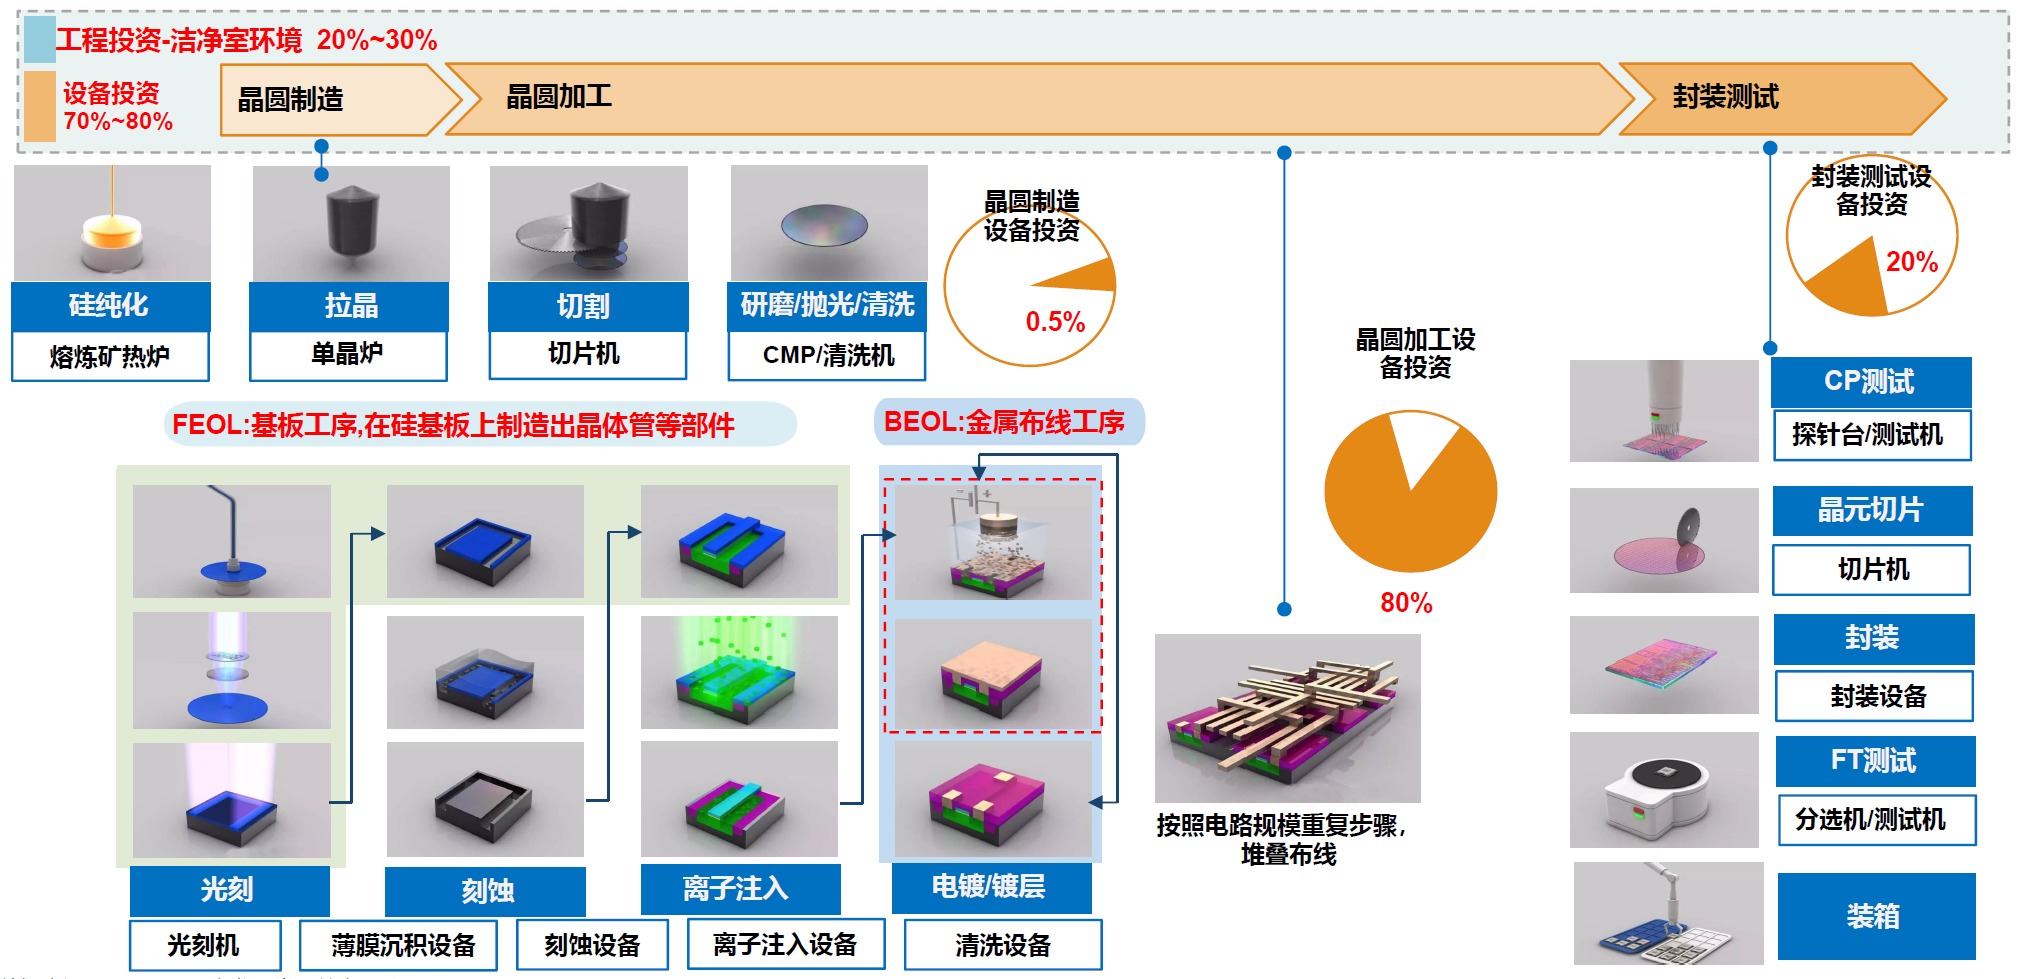 工程投资-洁净室环境 20%~30%
设备投资
70%~80%
晶圆制造
晶圆加工
封装测试
硅纯化
熔炼矿热炉
拉晶
单晶炉
切割
切片机
研磨/抛光/清洗
CMP/清洗机
晶圆制造
设备投资
0.5%
封装测试设
备投资
20%
晶圆加工设
备投资
80%
FEOL:基板工序,在硅基板上制造出晶体管等部件
BEOL:金属布线工序
光刻
刻蚀
离子注入
电镀/镀层
光刻机
薄膜沉积设备
刻蚀设备
离子注入设备
清洗设备
按照电路规模重复步骤，
堆叠布线
CP测试
探针台/测试机
晶元切片
切片机
封装
封装设备
FT测试
分选机/测试机
装箱